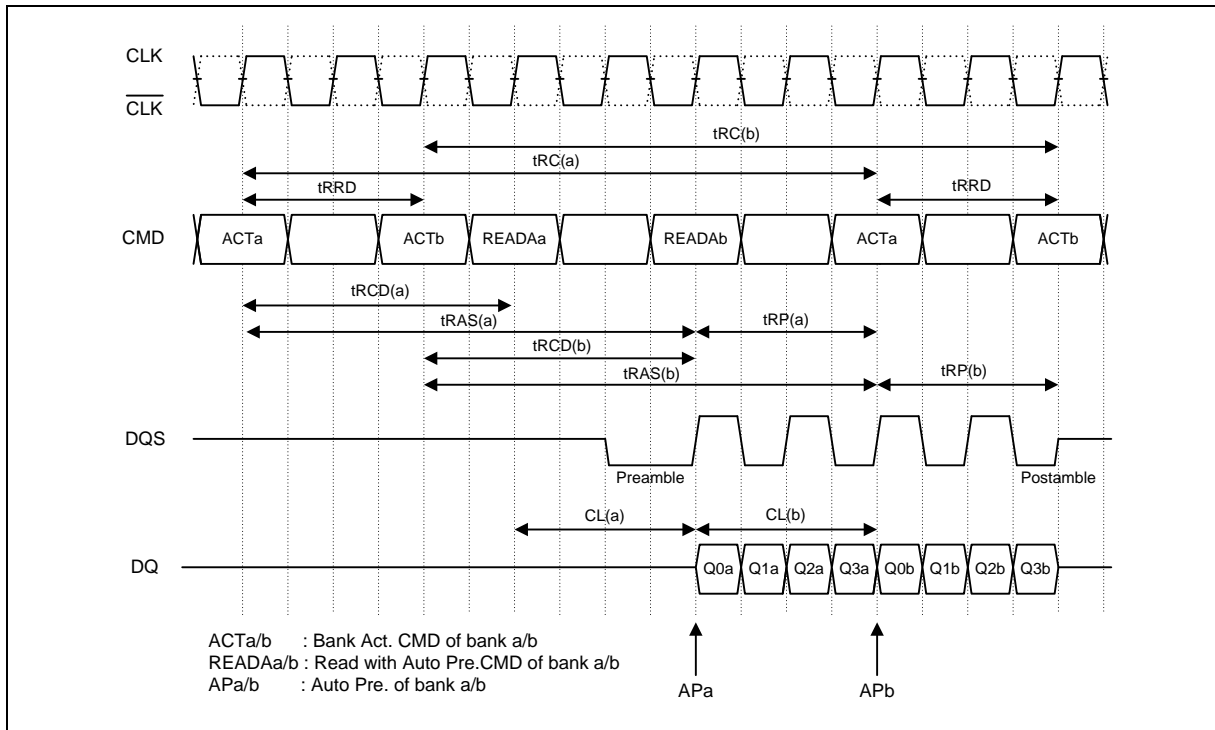 CLK
CLK
tRC(b)
tRC(a)
tRRD tRRD
CMD ACTa ACTb READAa READAb ACTa ACTb
tRCD(a)
tRAS(a) tRP(a)
tRCD(b)
tRAS(b) tRP(b)
DQS
Preamble Postamble
CL(a) CL(b)
DQ Q0a Q1a Q2a Q3a Q0b Q1b Q2b Q3b
ACTa/b : Bank Act. CMD of bank a/b
READAa/b : Read with Auto Pre.CMD of bank a/b
APa/b : Auto Pre. of bank a/b
APa APb